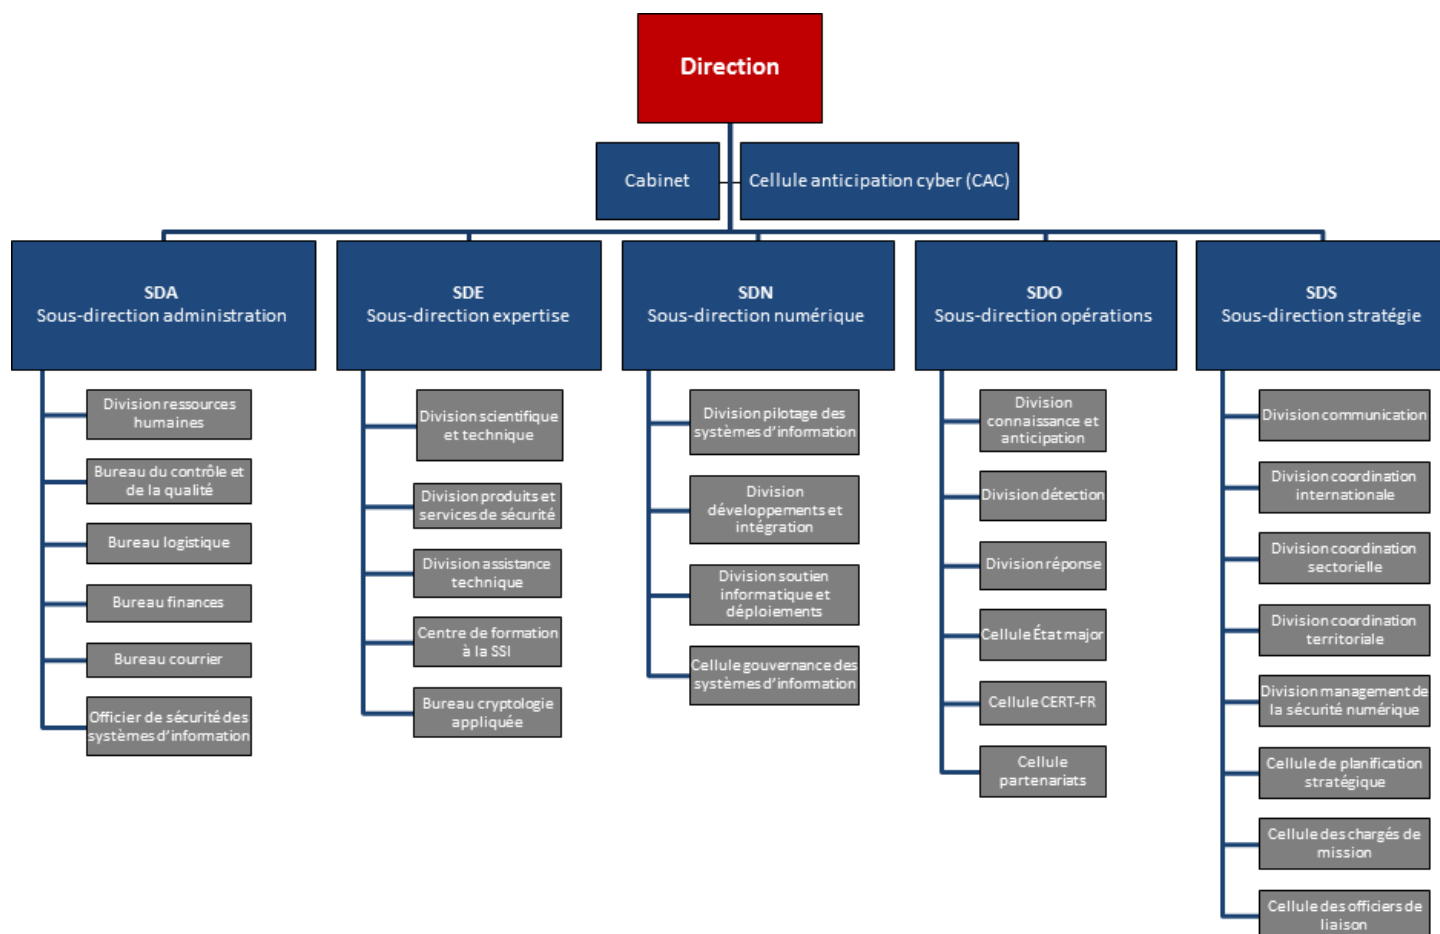 Direction
Cabinet
Cellule anticipation cyber (CAC)
SDA
Sous-direction administration
Division ressources
humaines
Bureau du contrôle et
de la qualité
Bureau logistique
Bureau finances
Bureau courrier
Officier de sécurité des
systèmes d'information
SDE
Sous-direction expertise
Division scientifique
et technique
Division produits et
services de sécurité
Division assistance
technique
Centre de formation
à la SSI
Bureau cryptologie
appliquée
SDN
Sous-direction numérique
Division pilotage des
systèmes d'information
Division
développements et
intégration
Division soutien
informatique et
déploiements
Cellule gouvernance des
systèmes d'information
SDO
Sous-direction opérations
Division
connaissance et
anticipation
Division détection
Division réponse
Cellule État major
Cellule CERT-FR
Cellule
partenariats
SDS
Sous-direction stratégie
Division communication
Division coordination
internationale
Division coordination
sectorielle
Division coordination
territoriale
Division management de
la sécurité numérique
Cellule de planification
stratégique
Cellule des chargés de
mission
Cellule des officiers de
liaison